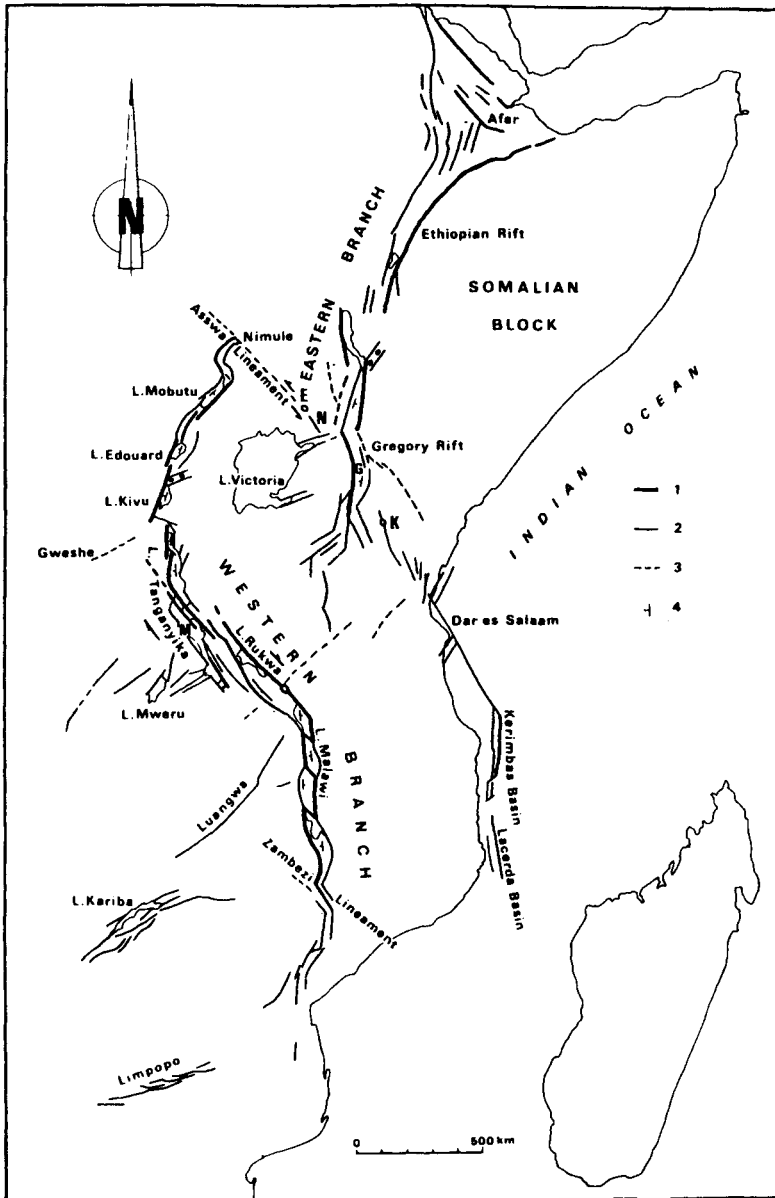 Afar
N
EASTERN BRANCH
Ethiopian Rift
SOMALIAN
BLOCK
Asswa Lineament
Nimule
L.Mobutu
N
L.Edouard
Gregory Rift
L.Victoria
G
L.Kivu
K
INDIAN OCEAN
1
2
3
4
Gweshe
L. Tanganyika
M
WESTERN BRANCH
L.Rukwa
Dar es Salaam
L.Mweru
L.Malawi
Kerimbas Basin
Luangwa
Lacerda Basin
Zambezi Lineament
L.Kariba
Limpopo
0 500 km